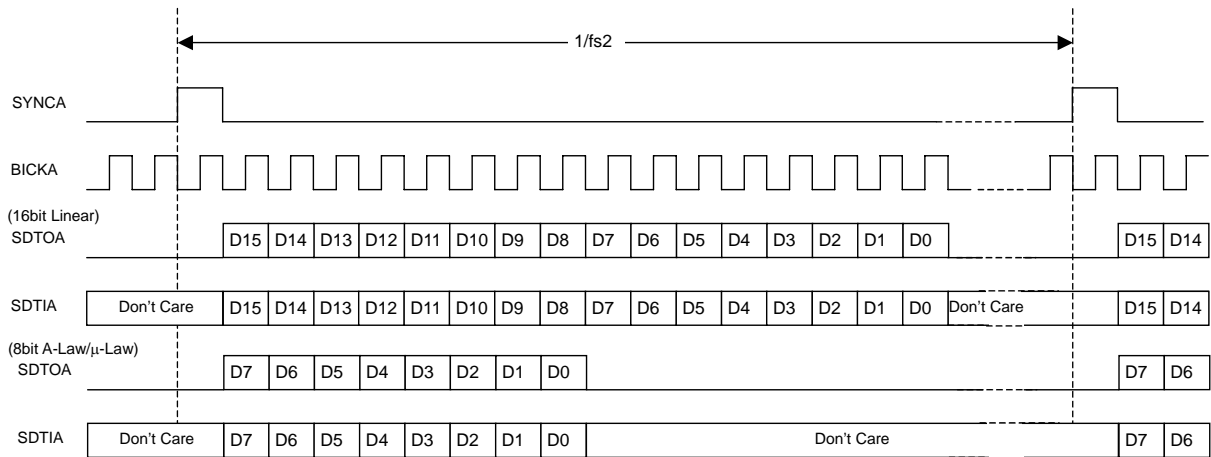 1/fs2
SYNCA
BICKA
(16bit Linear)
SDTOA D15 D14 D13 D12 D11 D10 D9 D8 D7 D6 D5 D4 D3 D2 D1 D0 D15 D14
SDTIA Don't Care D15 D14 D13 D12 D11 D10 D9 D8 D7 D6 D5 D4 D3 D2 D1 D0 Don't Care D15 D14
(8bit A-Law/μ-Law)
SDTOA D7 D6 D5 D4 D3 D2 D1 D0 D7 D6
SDTIA Don't Care D7 D6 D5 D4 D3 D2 D1 D0 Don't Care D7 D6